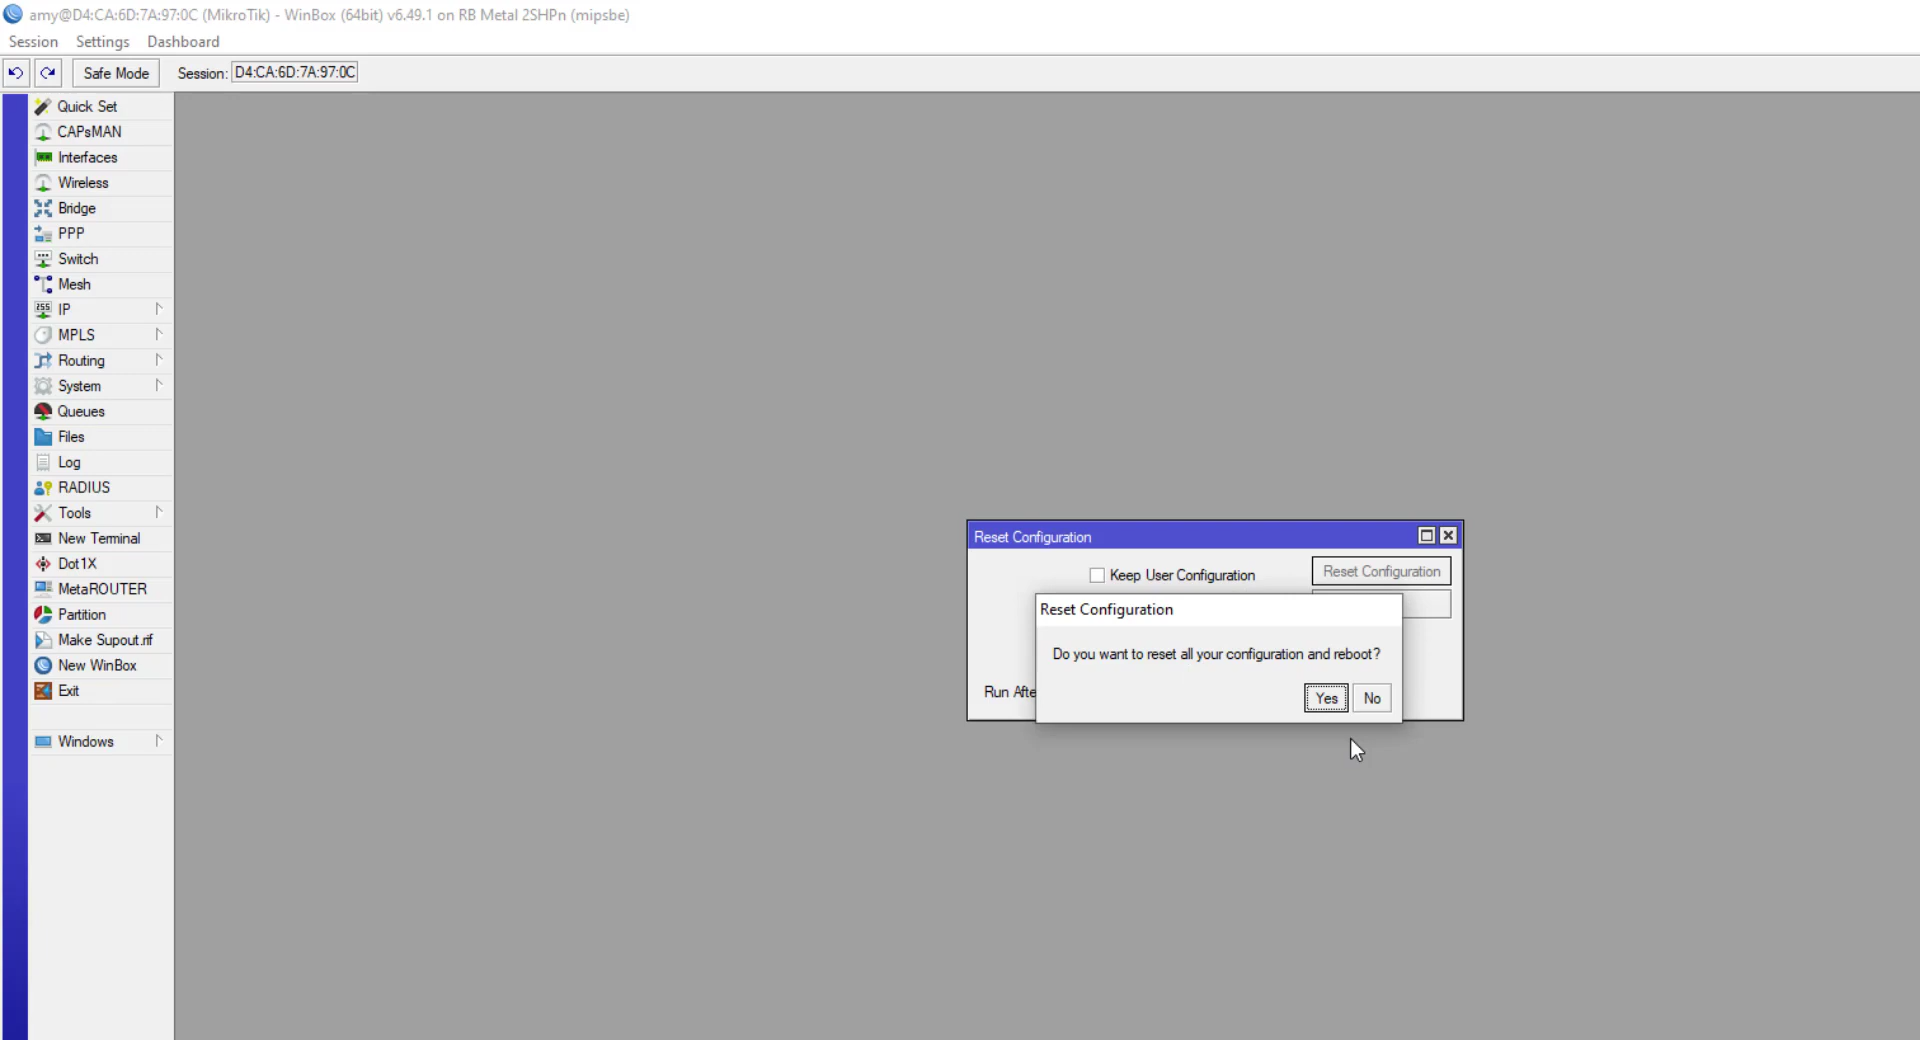 amy@D4:CA:6D:7A:97:0C (MikroTik) - WinBox (64bit) v6.49.1 on RB Metal 2SHPn (mipsbe)
Session Settings Dashboard
Safe Mode Session: D4:CA:6D:7A:97:0C
Quick Set
CAPsMAN
Interfaces
Wireless
Bridge
PPP
Switch
Mesh
255 IP
MPLS
Routing
System
Queues
Files
Log
RADIUS
Tools
New Terminal
Dot1X
MetaROUTER
Partition
Make Supout.rif
New WinBox
Exit
Windows
Reset Configuration
Keep User Configuration
Reset Configuration
Reset Configuration
Do you want to reset all your configuration and reboot?
Run Afte
Yes No